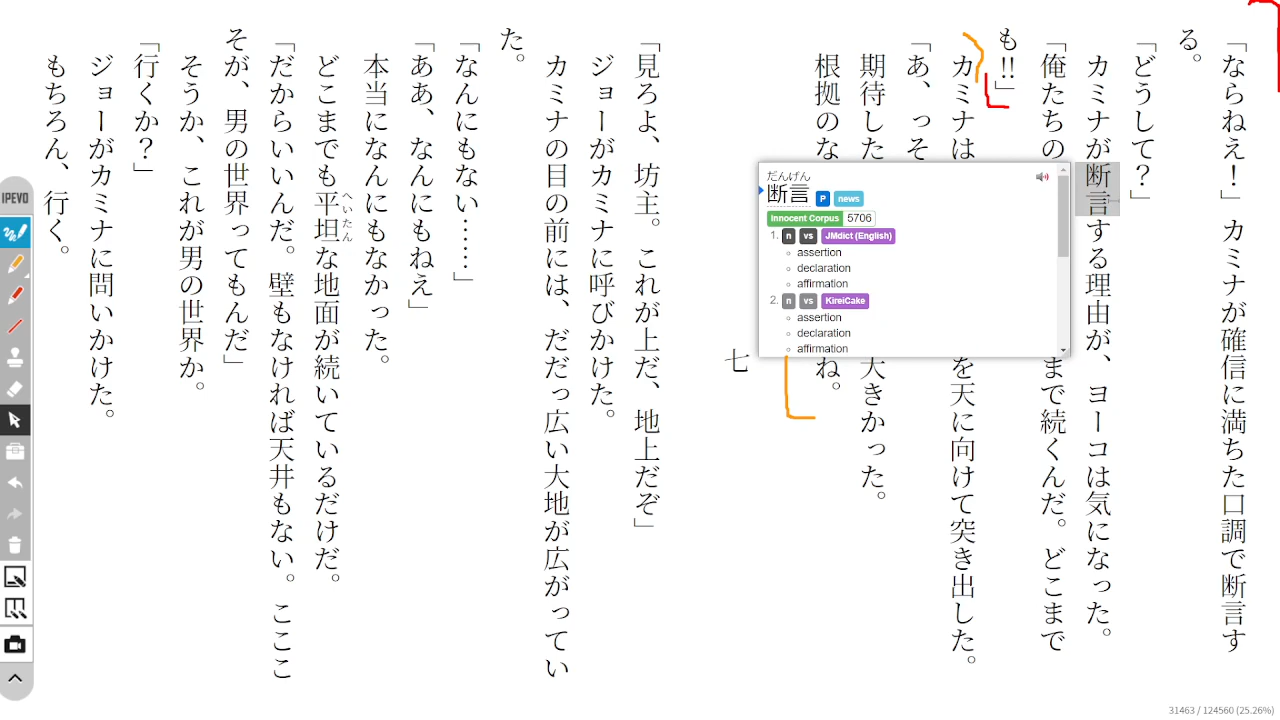 「ならねえ！」カミナが確信に満ちた口調で断言す
る。
「どうして？」
カミナが断言する理由が、ヨーコは気になった。
「俺たちの
まで続くんだ。どこまで
も!!」
カミナは
を天に向けて突き出した。
「あ、っそ
期待した
大きかった。
根拠のな
ね。
七
「見ろよ、坊主。これが上だ、地上だぞ」
ジョーがカミナに呼びかけた。
カミナの目の前には、だだっ広い大地が広がってい
た。
「なんにもない……」
「ああ、なんにもねえ」
本当になんにもなかった。
どこまでも平坦な地面が続いているだけだ。
へいたん
「だからいいんだ。壁もなければ天井もない。こここ
そが、男の世界ってもんだ」
そうか、これが男の世界か。
「行くか？」
ジョーがカミナに問いかけた。
もちろん、行く。
だんげん
断言 P news
Innocent Corpus 5706
1. n vs JMdict (English)
assertion
declaration
affirmation
2. n vs KireiCake
assertion
declaration
affirmation
IPEVO
31463 / 124560 (25.26%)